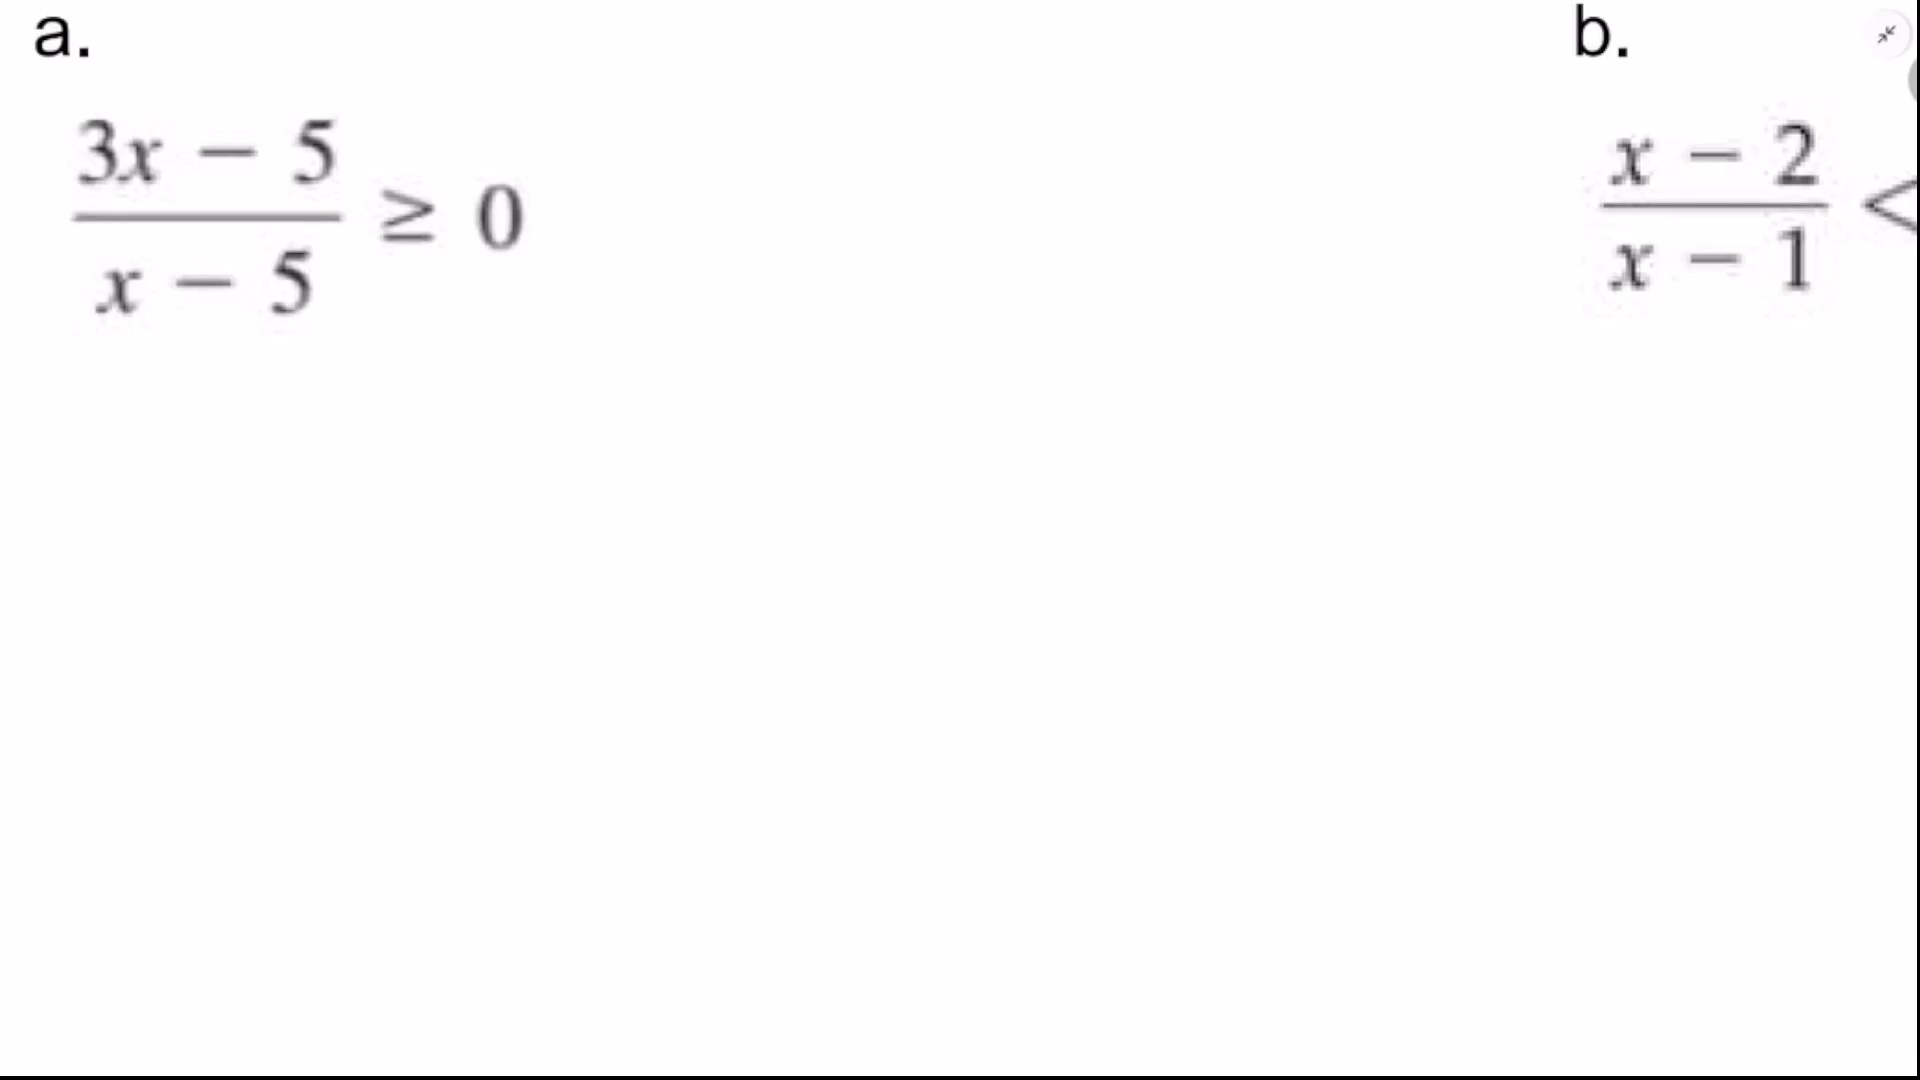 a.
3x − 5
x − 5
≥ 0
b.
x − 2
x − 1
<